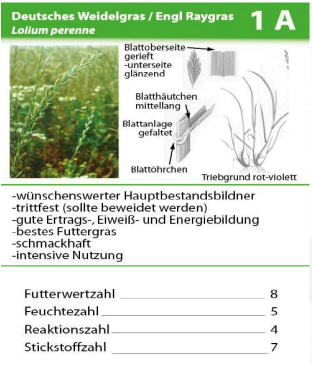 Deutsches Weidelgras / Engl Raygras 1 A
Lolium perenne
Blattoberseite
gerieft
-unterseite
glänzend
Blatthäutchen
mittellang
Blattanlage
gefaltet
Blattöhrchen
Triebgrund rot-violett
-wünschenswerter Hauptbestandsbildner
-trittfest (sollte beweidet werden)
-gute Ertrags-, Eiweiß- und Energiebildung
-bestes Futtergras
-schmackhaft
-intensive Nutzung
Futterwertzahl 8
Feuchtezahl 5
Reaktionszahl 4
Stickstoffzahl 7